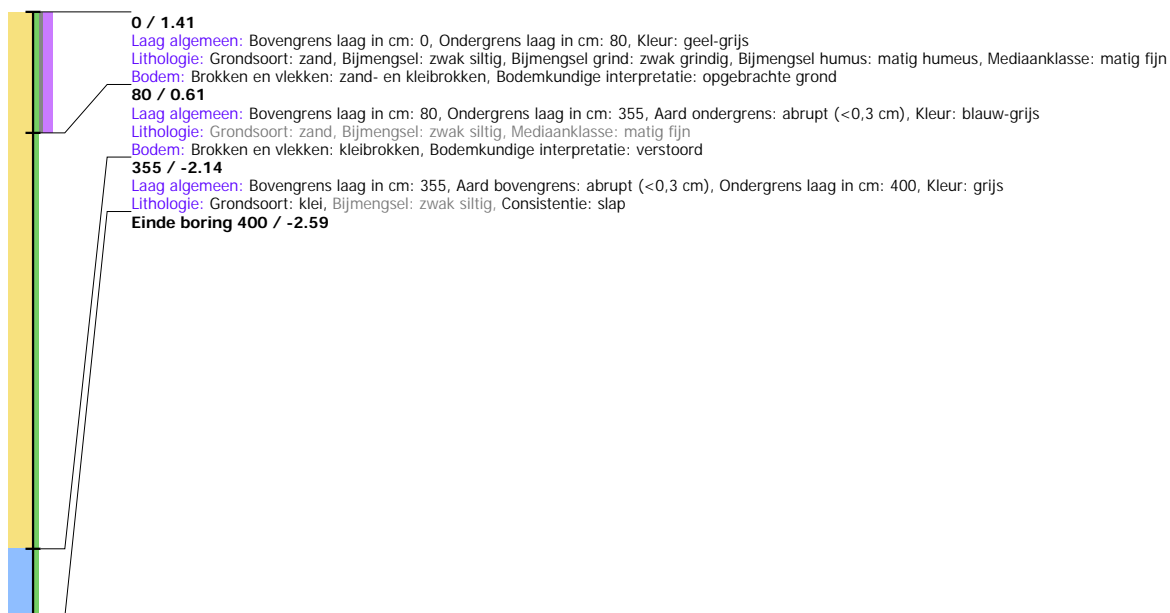 0 / 1.41
Laag algemeen: Bovengrens laag in cm: 0, Ondergrens laag in cm: 80, Kleur: geel-grijs
Lithologie: Grondsoort: zand, Bijmengsel: zwak siltig, Bijmengsel grind: zwak grindig, Bijmengsel humus: matig humeus, Mediaanklasse: matig fijn
Bodem: Brokken en vlekken: zand- en kleibrokken, Bodemkundige interpretatie: opgebrachte grond
80 / 0.61
Laag algemeen: Bovengrens laag in cm: 80, Ondergrens laag in cm: 355, Aard ondergrens: abrupt (<0,3 cm), Kleur: blauw-grijs
Lithologie: Grondsoort: zand, Bijmengsel: zwak siltig, Mediaanklasse: matig fijn
Bodem: Brokken en vlekken: kleibrokken, Bodemkundige interpretatie: verstoord
355 / -2.14
Laag algemeen: Bovengrens laag in cm: 355, Aard bovengrens: abrupt (<0,3 cm), Ondergrens laag in cm: 400, Kleur: grijs
Lithologie: Grondsoort: klei, Bijmengsel: zwak siltig, Consistentie: slap
Einde boring 400 / -2.59